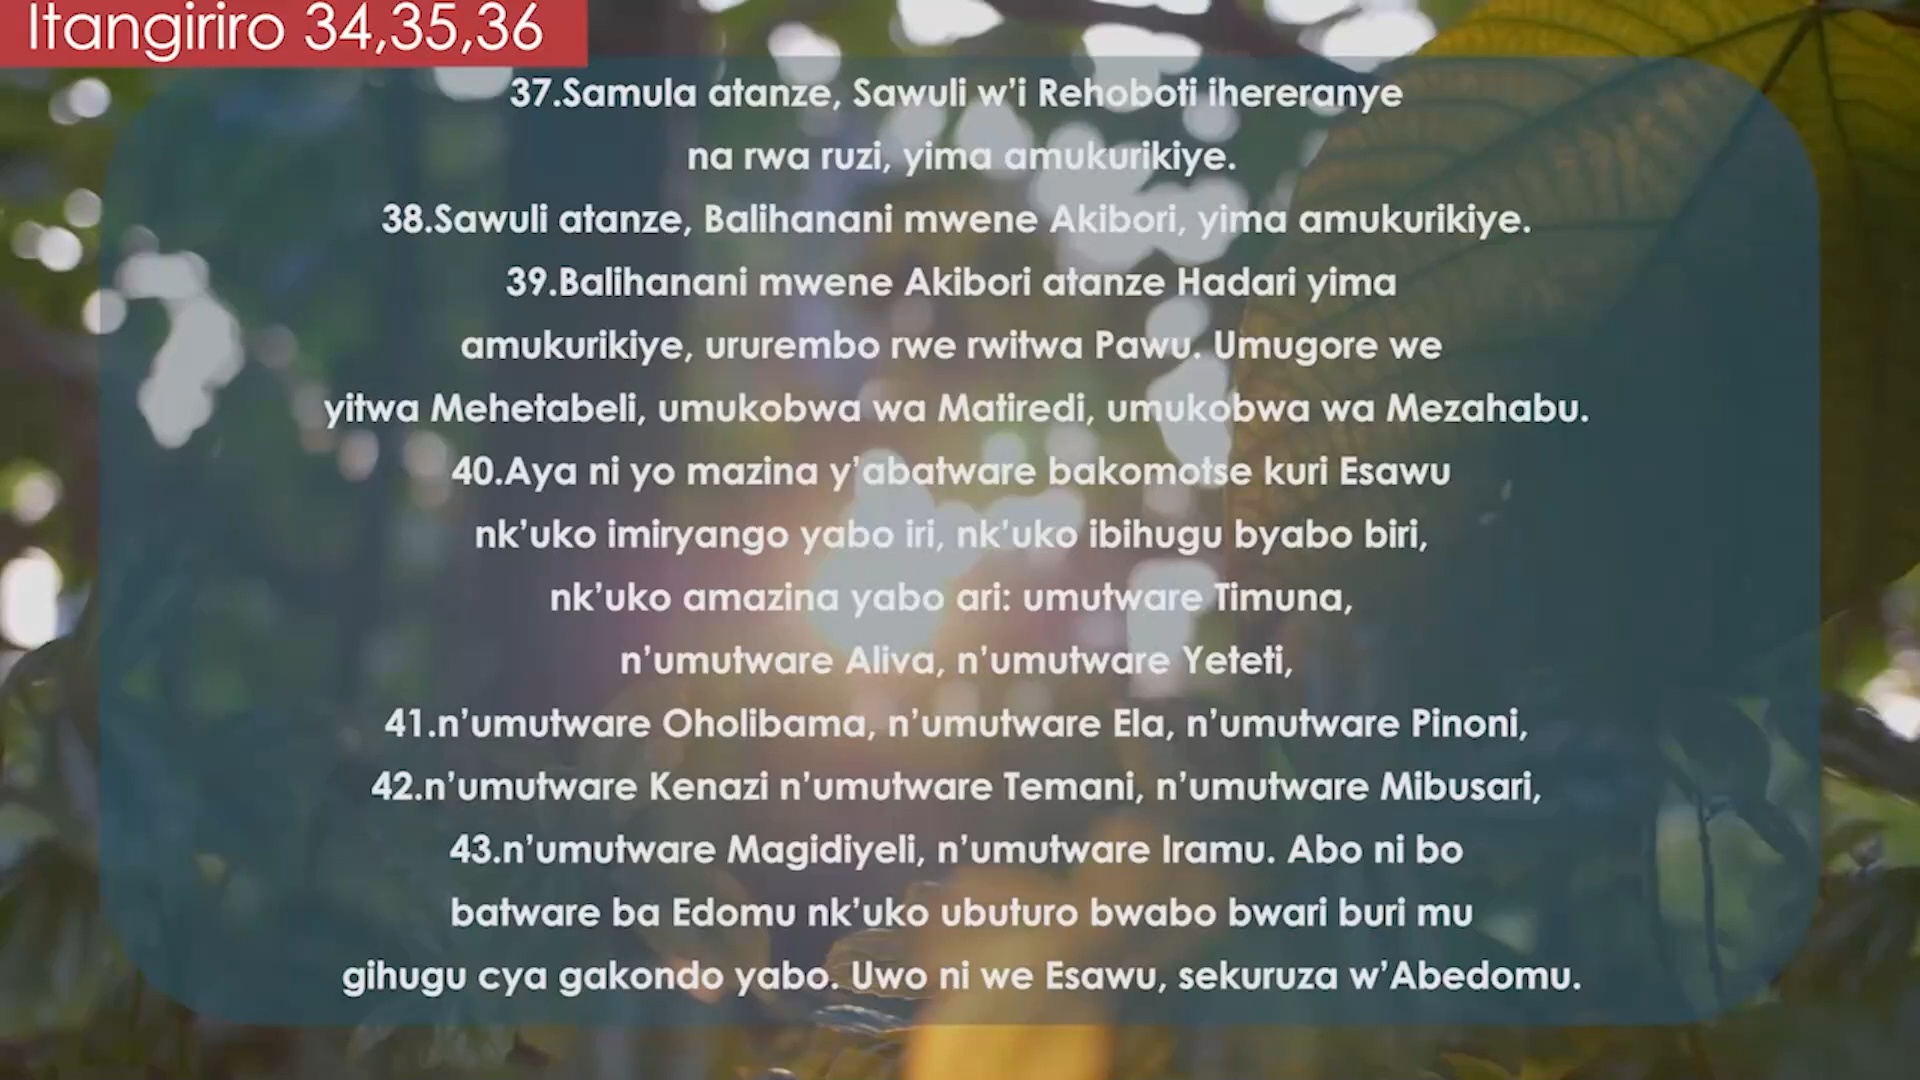 Itangiriro 34,35,36
37.Samula atanze, Sawuli w’i Rehoboti ihereranye
na rwa ruzi, yima amukurikiye.
38.Sawuli atanze, Balihanani mwene Akibori, yima amukurikiye.
39.Balihanani mwene Akibori atanze Hadari yima
amukurikiye, ururembo rwe rwitwa Pawu. Umugore we
yitwa Mehetabeli, umukobwa wa Matiredi, umukobwa wa Mezahabu.
40.Aya ni yo mazina y’abatware bakomotse kuri Esawu
nk’uko imiryango yabo iri, nk’uko ibihugu byabo biri,
nk’uko amazina yabo ari: umutware Timuna,
n’umutware Aliva, n’umutware Yeteti,
41.n’umutware Oholibama, n’umutware Ela, n’umutware Pinoni,
42.n’umutware Kenazi n’umutware Temani, n’umutware Mibusari,
43.n’umutware Magidiyeli, n’umutware Iramu. Abo ni bo
batware ba Edomu nk’uko ubuturo bwabo bwari buri mu
gihugu cya gakondo yabo. Uwo ni we Esawu, sekuruza w’Abedomu.